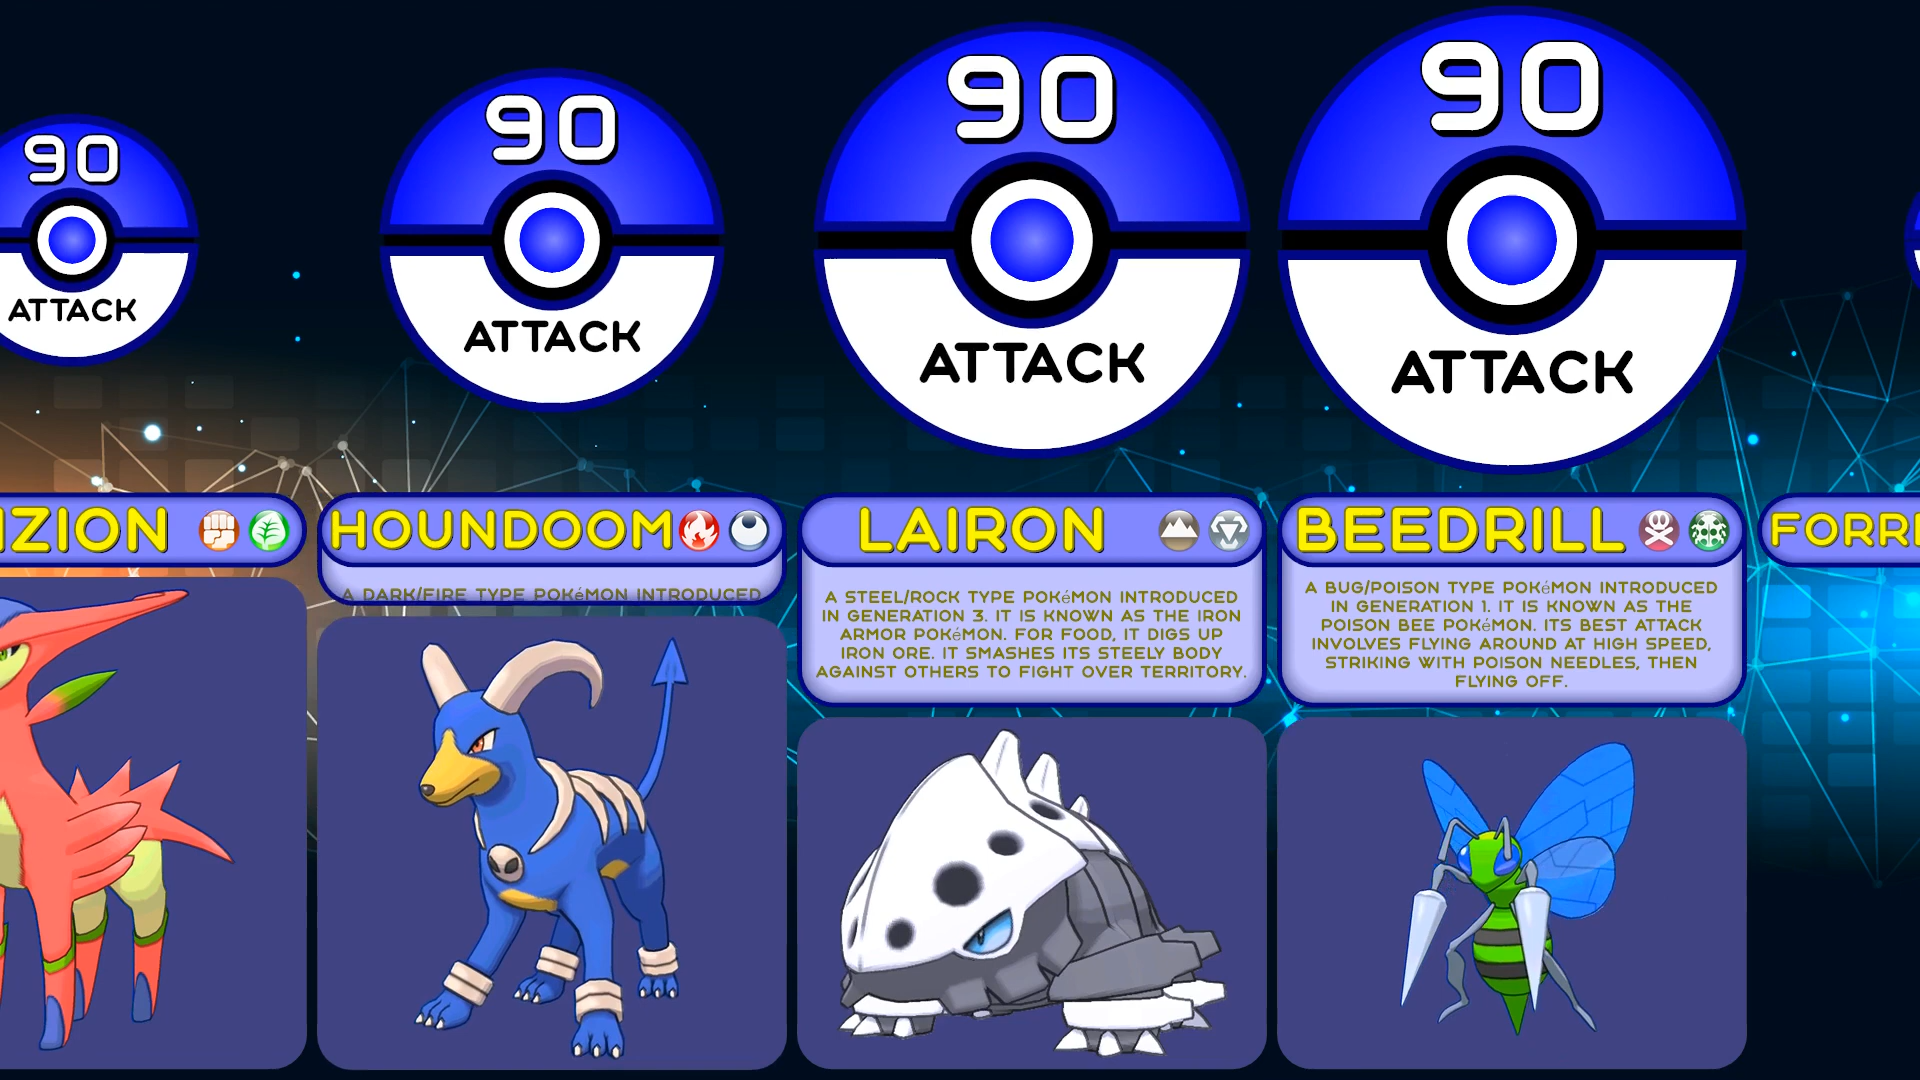 90
ATTACK
90
ATTACK
90
ATTACK
90
ATTACK
IZION
HOUNDOOM
A DARK/FIRE TYPE POKéMON INTRODUCED
LAIRON
A STEEL/ROCK TYPE POKéMON INTRODUCED
IN GENERATION 3. IT IS KNOWN AS THE IRON
ARMOR POKéMON. FOR FOOD, IT DIGS UP
IRON ORE. IT SMASHES ITS STEELY BODY
AGAINST OTHERS TO FIGHT OVER TERRITORY.
BEEDRILL
A BUG/POISON TYPE POKéMON INTRODUCED
IN GENERATION 1. IT IS KNOWN AS THE
POISON BEE POKéMON. ITS BEST ATTACK
INVOLVES FLYING AROUND AT HIGH SPEED,
STRIKING WITH POISON NEEDLES, THEN
FLYING OFF.
FORR